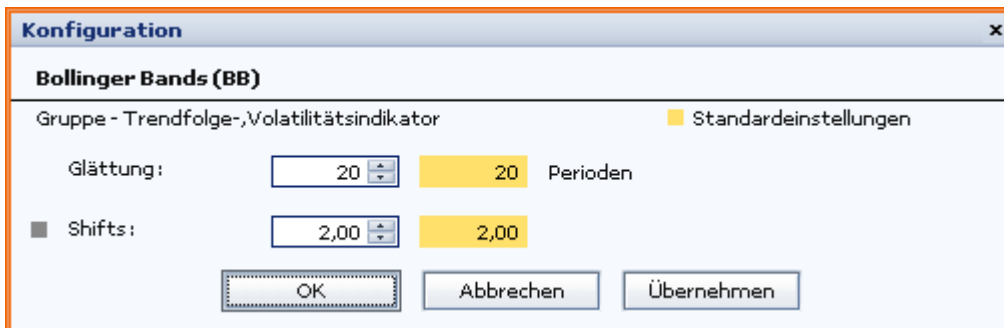 Konfiguration x
Bollinger Bands (BB)
Gruppe - Trendfolge-,Volatilitätsindikator Standardeinstellungen
Glättung: 20 20 Perioden
Shifts: 2,00 2,00
OK Abbrechen Übernehmen